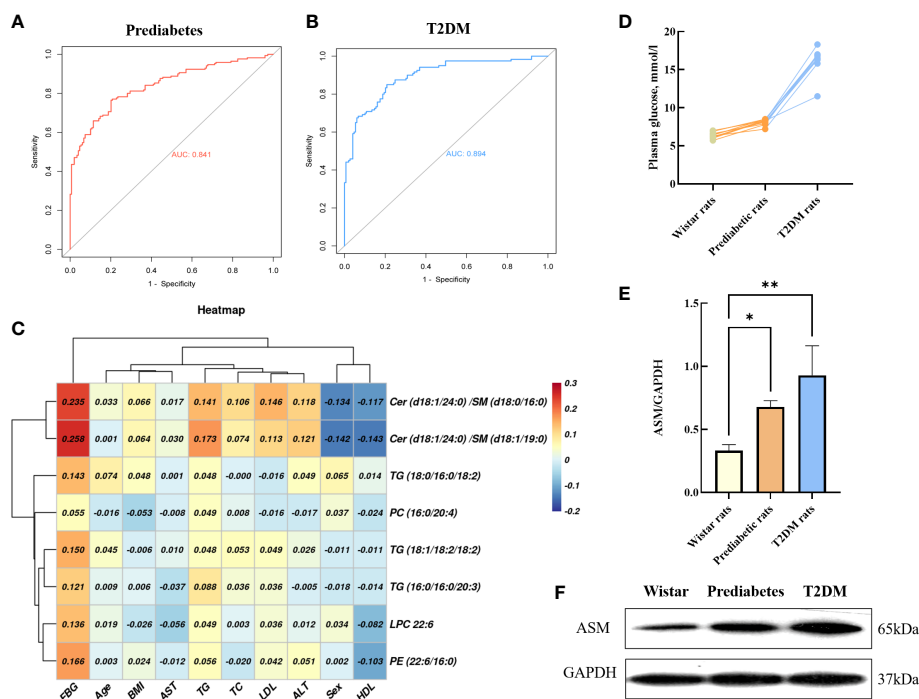 A
Prediabetes
Sensitivity
1.0
0.8
0.6
0.4
0.2
0.0
AUC: 0.841
0.0 0.2 0.4 0.6 0.8 1.0
1 - Specificity
B
T2DM
Sensitivity
1.0
0.8
0.6
0.4
0.2
0.0
AUC: 0.894
0.0 0.2 0.4 0.6 0.8 1.0
1 - Specificity
C
Heatmap
0.235 0.033 0.066 0.017 0.141 0.106 0.146 0.118 -0.134 -0.117 Cer (d18:1/24:0) /SM (d18:0/16:0)
0.258 0.001 0.064 0.030 0.173 0.074 0.113 0.121 -0.142 -0.143 Cer (d18:1/24:0) /SM (d18:1/19:0)
0.143 0.074 0.048 0.001 0.048 -0.000 -0.016 0.049 0.065 0.014 TG (18:0/16:0/18:2)
0.055 -0.016 -0.053 -0.008 0.049 0.008 -0.016 -0.017 0.037 -0.024 PC (16:0/20:4)
0.150 0.045 -0.006 0.010 0.048 0.053 0.049 0.026 -0.011 -0.011 TG (18:1/18:2/18:2)
0.121 0.009 0.006 -0.037 0.088 0.036 0.036 -0.005 -0.018 -0.014 TG (16:0/16:0/20:3)
0.136 0.019 -0.026 -0.056 0.049 0.003 0.036 0.012 0.034 -0.082 LPC 22:6
0.166 0.003 0.024 -0.012 0.056 -0.020 0.042 0.051 0.002 -0.103 PE (22:6/16:0)
FBG Age BMI AST TG TC LDL ALT Sex HDL
0.3
0.2
0.1
0
-0.1
-0.2
D
Plasma glucose, mmol/l
20
15
10
5
0
Wistar rats
Prediabetic rats
T2DM rats
E
ASM/GAPDH
1.5
1.0
0.5
0.0
**
*
Wistar rats
Prediabetic rats
T2DM rats
F
Wistar Prediabetes T2DM
ASM 65kDa
GAPDH 37kDa